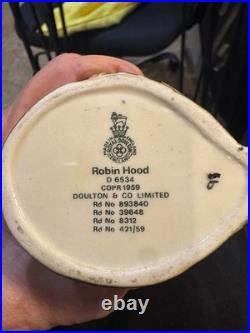 Robin Hood
D 6534
COPR 1959
DOULTON & CO LIMITED
Rd No 893840
Rd No 39648
Rd No 8312
Rd No 421/59